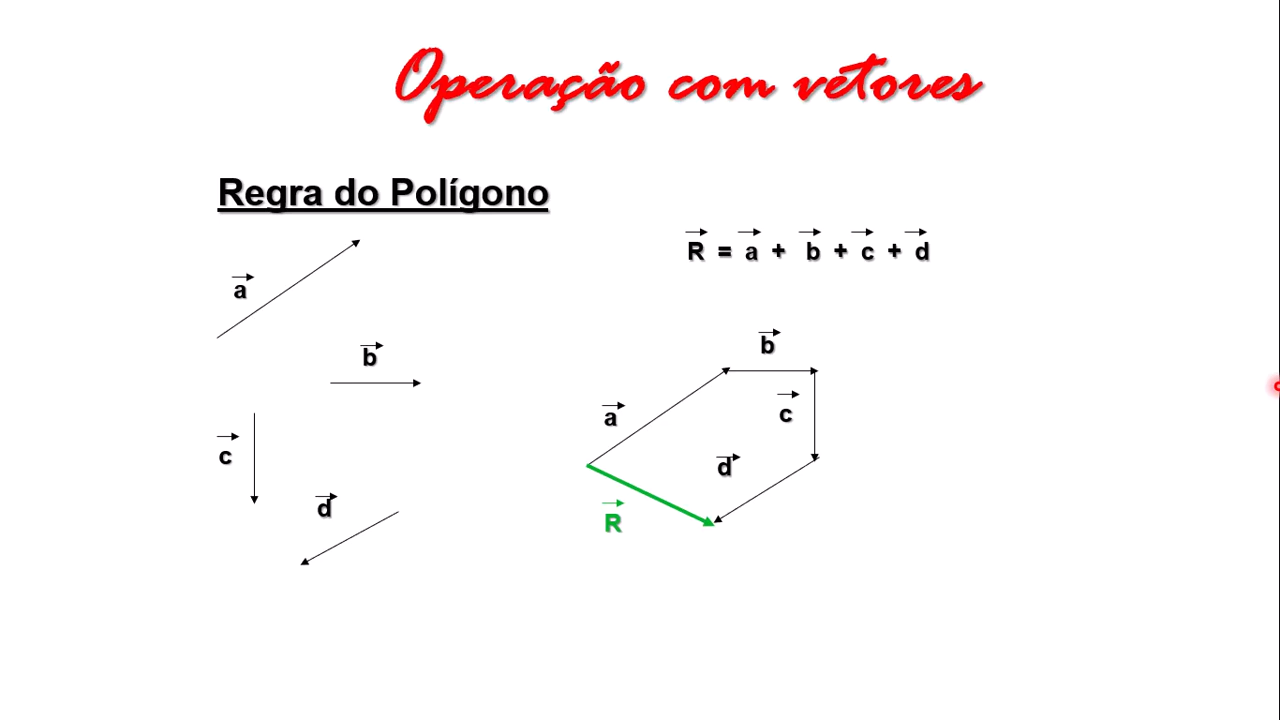 Operação com vetores
Regra do Polígono
R = a + b + c + d
a
b
c
d
a
b
c
d
R